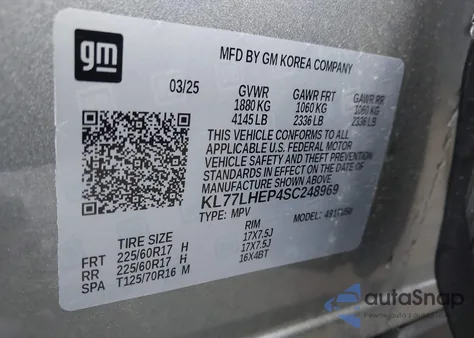 gm
MFD BY GM KOREA COMPANY
03/25 GVWR GAWR FRT GAWR RR
1880 KG 1060 KG 1060 KG
4145 LB 2336 LB 2336 LB
THIS VEHICLE CONFORMS TO ALL
APPLICABLE U.S. FEDERAL MOTOR
VEHICLE SAFETY AND THEFT PREVENTION
STANDARDS IN EFFECT ON THE DATE OF
MANUFACTURE SHOWN ABOVE.
KL77LHEP4SC248969
TYPE: MPV MODEL:
TIRE SIZE RIM
FRT 225/60R17 H 17X7.5J
RR 225/60R17 H 17X7.5J
SPA T125/70R16 M 16X4BT
autaSnap